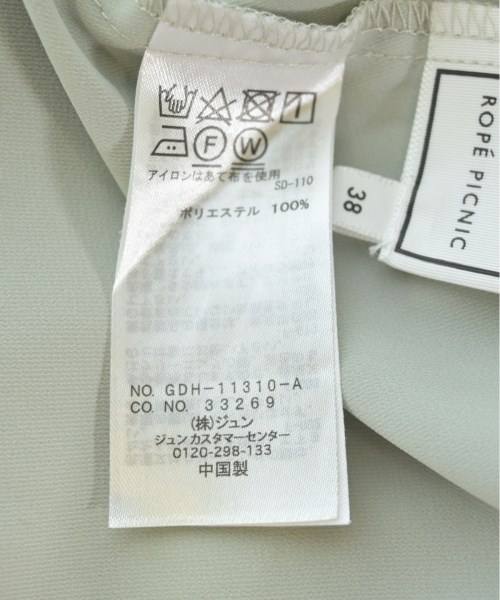 F W
アイロンはあて布を使用
SD-110
ポリエステル 100%
NO. GDH-11310-A
CO. NO. 33269
(株)ジュン
ジュンカスタマーセンター
0120-298-133
中国製
38
ROPÉ PICNIC